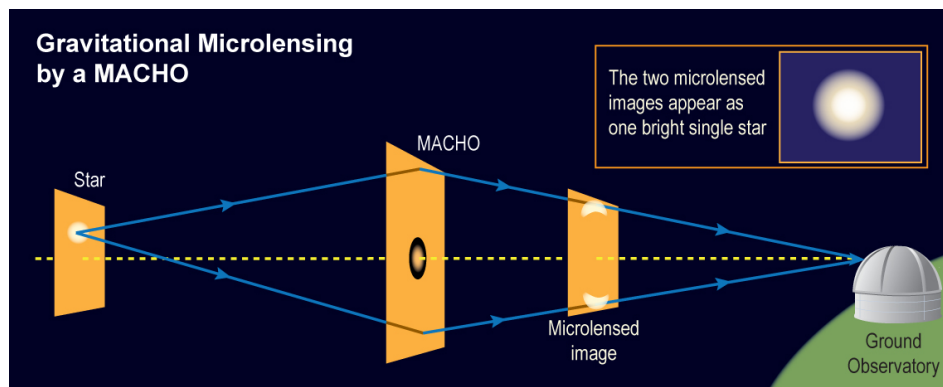 Gravitational Microlensing
by a MACHO
The two microlensed
images appear as
one bright single star
MACHO
Star
Microlensed
image
Ground
Observatory